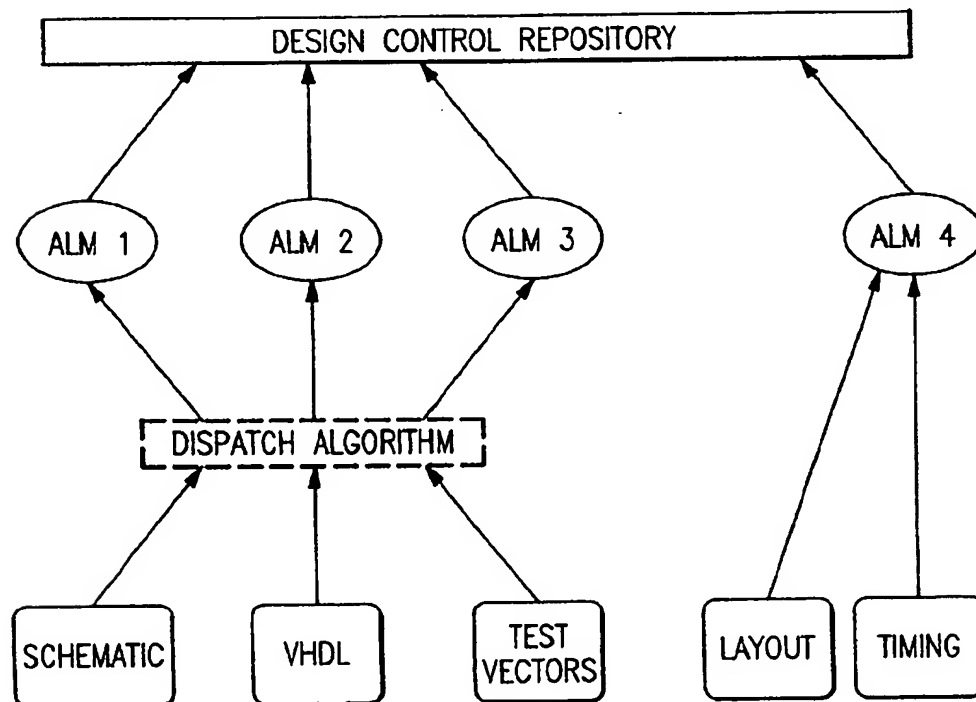 DESIGN CONTROL REPOSITORY
ALM 1
ALM 2
ALM 3
ALM 4
DISPATCH ALGORITHM
SCHEMATIC
VHDL
TEST
VECTORS
LAYOUT
TIMING